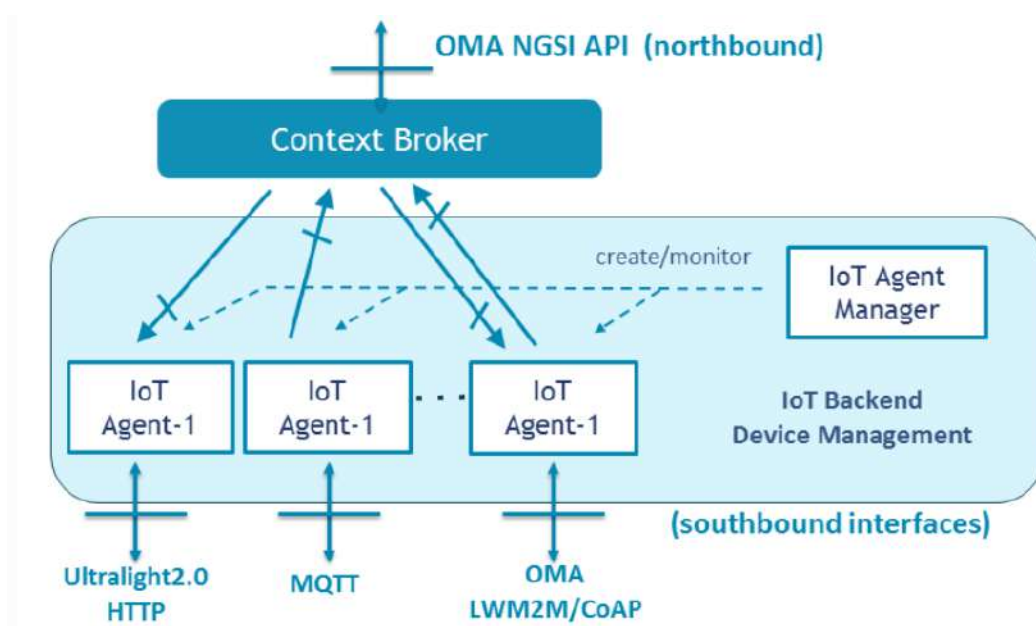 OMA NGSI API (northbound)
Context Broker
create/monitor
IoT Agent
Manager
IoT
Agent-1
IoT
Agent-1
. . .
IoT
Agent-1
IoT Backend
Device Management
(southbound interfaces)
Ultralight2.0
HTTP
MQTT
OMA
LWM2M/CoAP